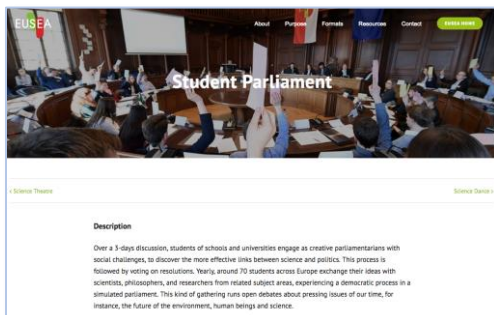 EUSEA
About Purpose Formats Resources Contact EUSEA HOME
Student Parliament
‹ Science Theatre
Science Dance ›
Description
Over a 3-days discussion, students of schools and universities engage as creative parliamentarians with
social challenges, to discover the more effective links between science and politics. This process is
followed by voting on resolutions. Yearly, around 70 students across Europe exchange their ideas with
scientists, philosophers, and researchers from related subject areas, experiencing a democratic process in a
simulated parliament. This kind of gathering runs open debates about pressing issues of our time, for
instance, the future of the environment, human beings and science.